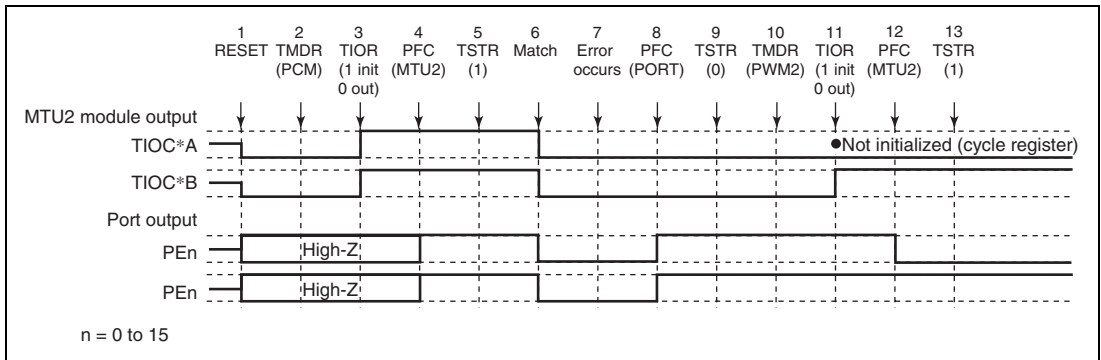 1 2 3 4 5 6 7 8 9 10 11 12 13
RESET TMDR TIOR PFC TSTR Match Error PFC TSTR TMDR TIOR PFC TSTR
(PCM) (1 init (MTU2) (1) occurs (PORT) (0) (PWM2) (1 init (MTU2) (1)
0 out) 0 out)
MTU2 module output
TIOC*A
●Not initialized (cycle register)
TIOC*B
Port output
PEn
High-Z
PEn
High-Z
n = 0 to 15